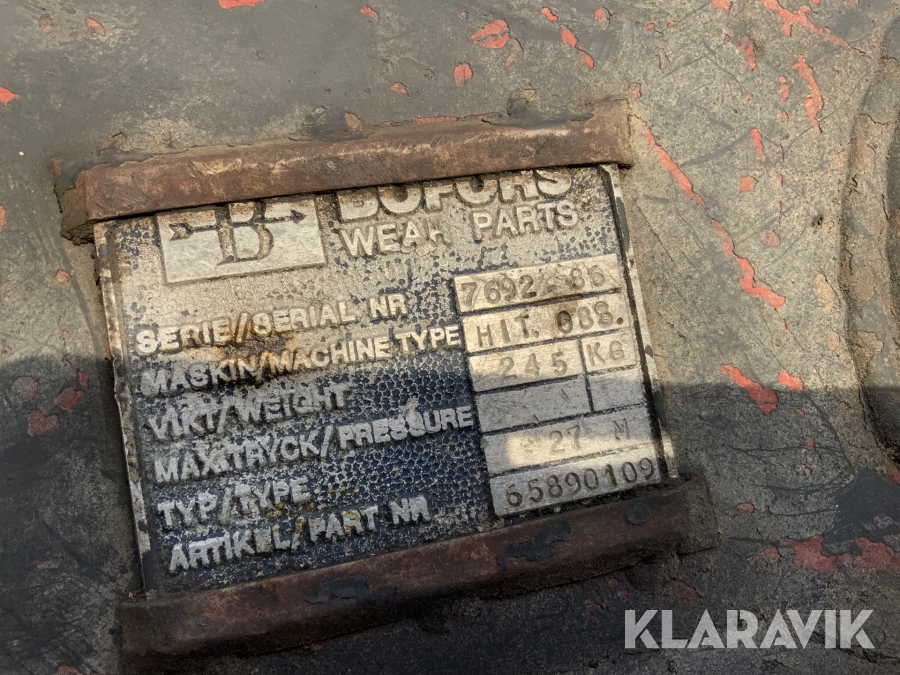 B
BOFORS
WEAR PARTS
SERIE/SERIAL NR 7692-86
MASKIN/MACHINE TYPE HIT. 088.
VIKT/WEIGHT 245 KG
MAX.TRYCK/PRESSURE
TYP/TYPE 27 M
ARTIKEL/PART NR 65890109
KLARAVIK